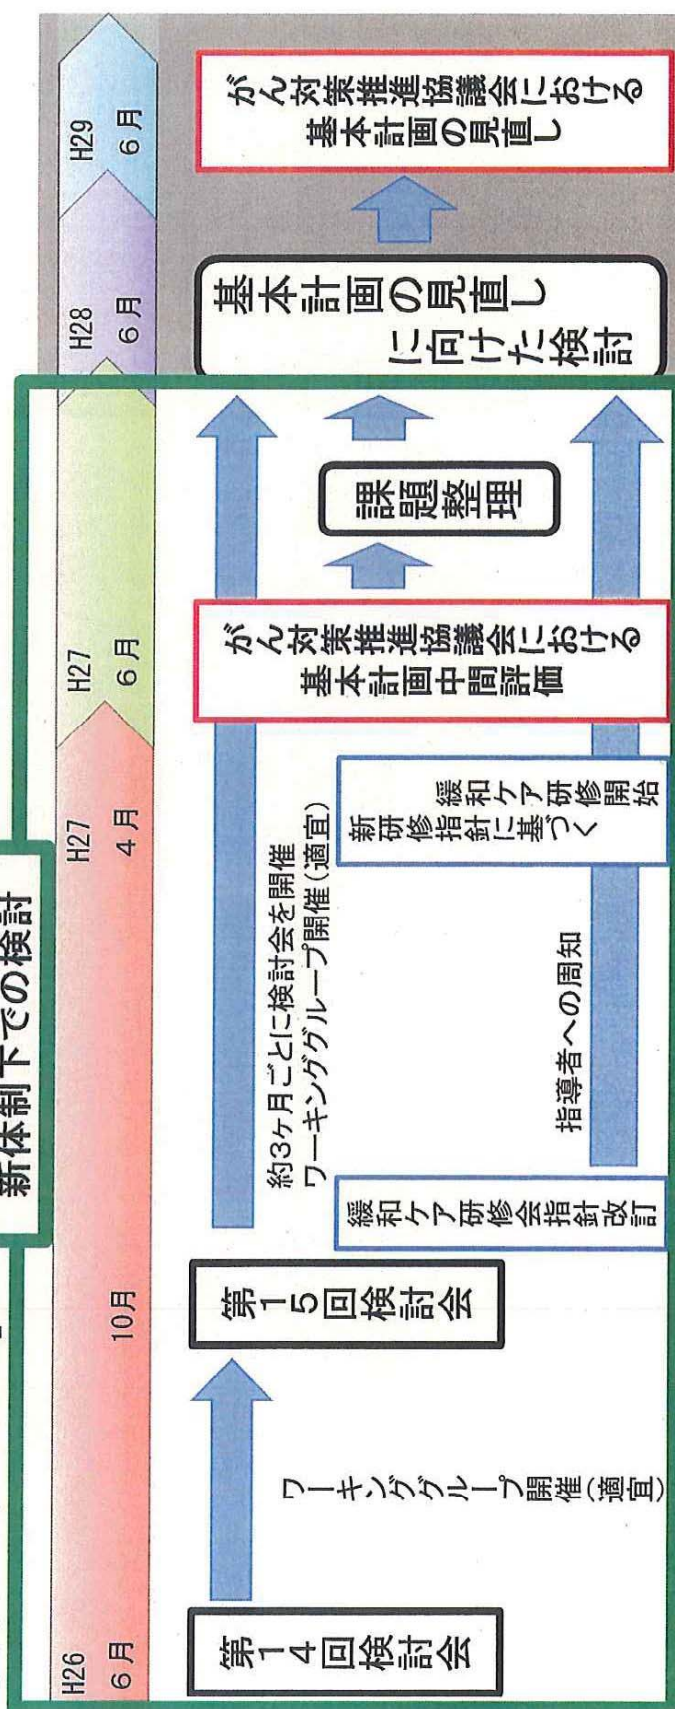 新体制下での検討
H26
6月
10月
H27
4月
H27
6月
H28
6月
H29
6月
第14回検討会
ワーキンググループ開催(適宜)
第15回検討会
約3ヶ月ごとに検討会を開催
ワーキンググループ開催(適宜)
緩和ケア研修会指針改訂
指導者への周知
新研修指針に基づく
緩和ケア研修開始
がん対策推進協議会における
基本計画中間評価
課題整理
基本計画の見直し
に向けた検討
がん対策推進協議会における
基本計画の見直し